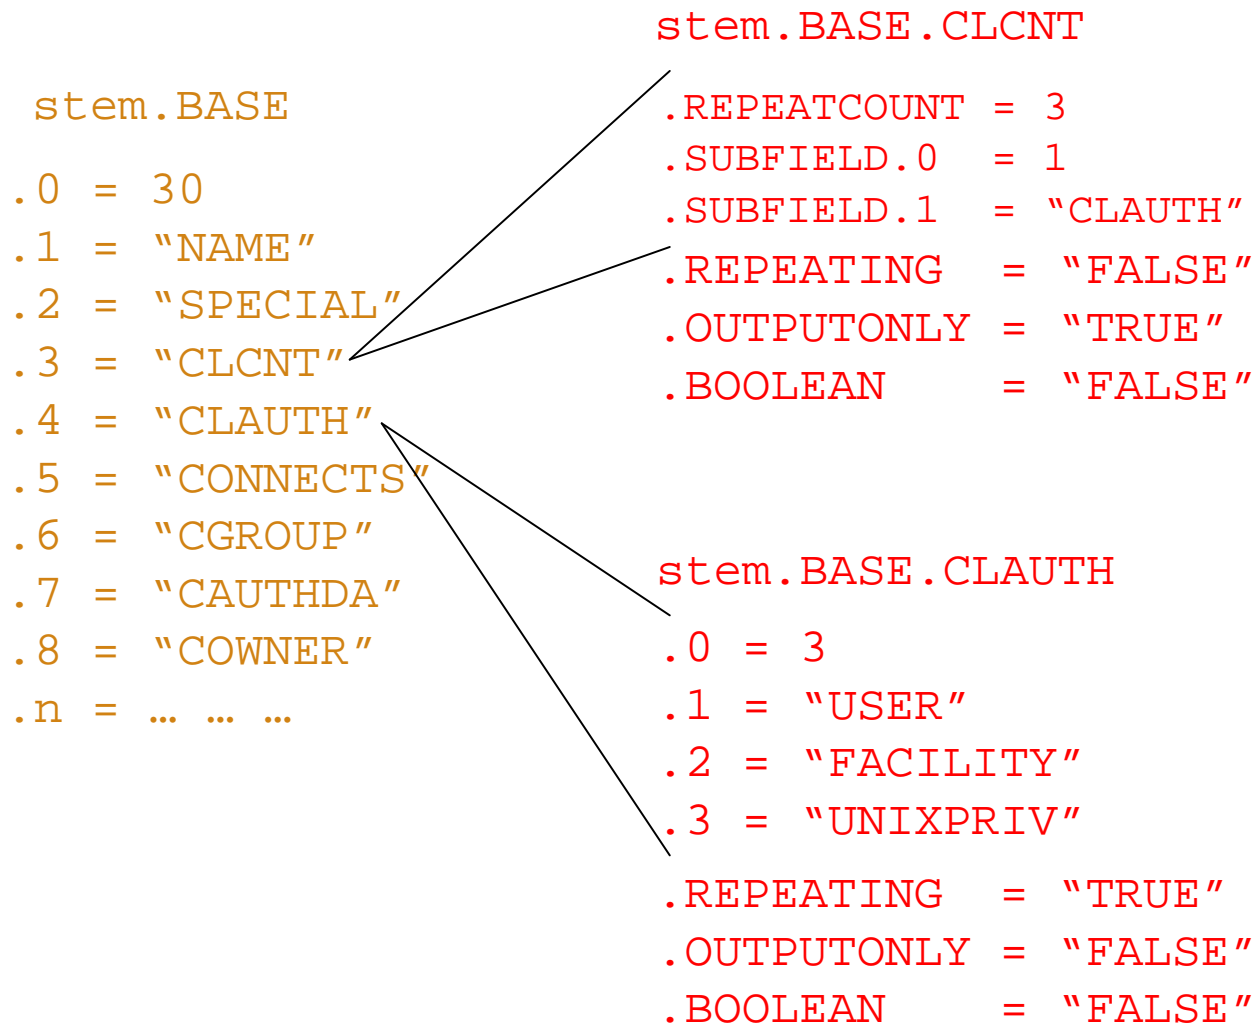 stem.BASE
.0 = 30
.1 = “NAME”
.2 = “SPECIAL”
.3 = “CLCNT”
.4 = “CLAUTH”
.5 = “CONNECTS”
.6 = “CGROUP”
.7 = “CAUTHDA”
.8 = “COWNER”
.n = … … …
stem.BASE.CLCNT
.REPEATCOUNT = 3
.SUBFIELD.0 = 1
.SUBFIELD.1 = “CLAUTH”
.REPEATING = “FALSE”
.OUTPUTONLY = “TRUE”
.BOOLEAN = “FALSE”
stem.BASE.CLAUTH
.0 = 3
.1 = “USER”
.2 = “FACILITY”
.3 = “UNIXPRIV”
.REPEATING = “TRUE”
.OUTPUTONLY = “FALSE”
.BOOLEAN = “FALSE”